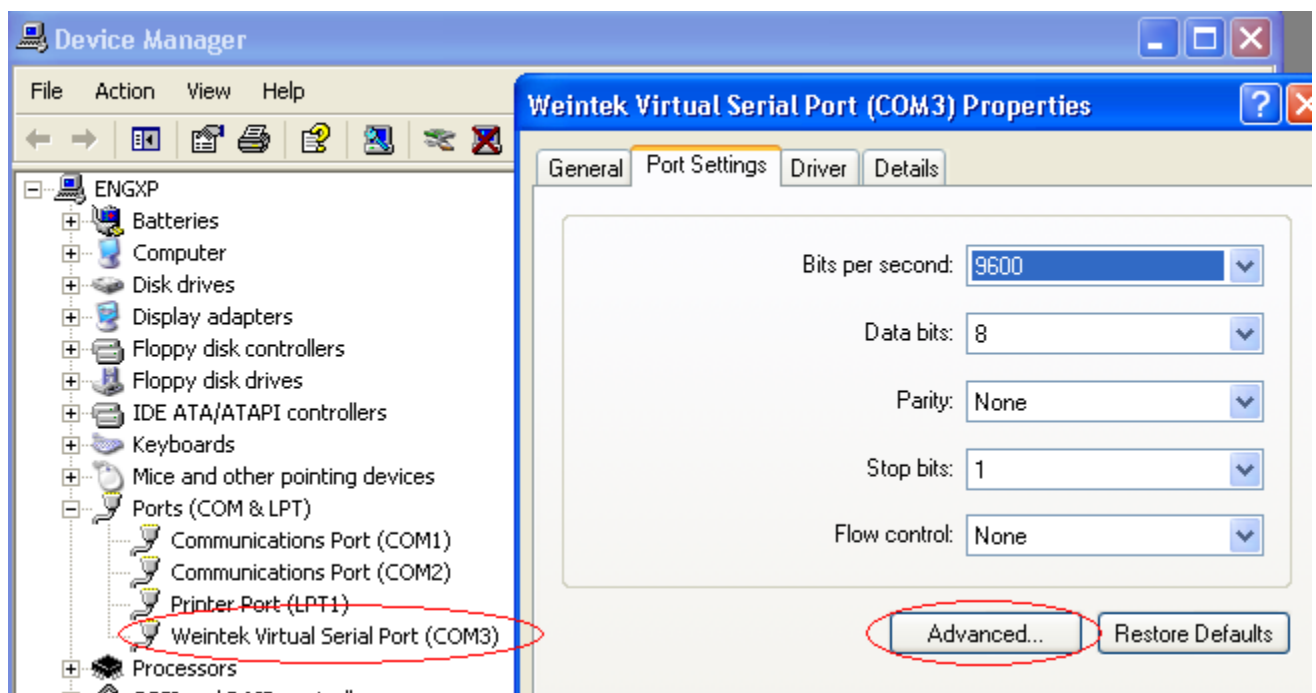 Device Manager
File Action View Help
ENGXP
Batteries
Computer
Disk drives
Display adapters
Floppy disk controllers
Floppy disk drives
IDE ATA/ATAPI controllers
Keyboards
Mice and other pointing devices
Ports (COM & LPT)
Communications Port (COM1)
Communications Port (COM2)
Printer Port (LPT1)
Weintek Virtual Serial Port (COM3)
Processors
Weintek Virtual Serial Port (COM3) Properties
General Port Settings Driver Details
Bits per second: 9600
Data bits: 8
Parity: None
Stop bits: 1
Flow control: None
Advanced... Restore Defaults